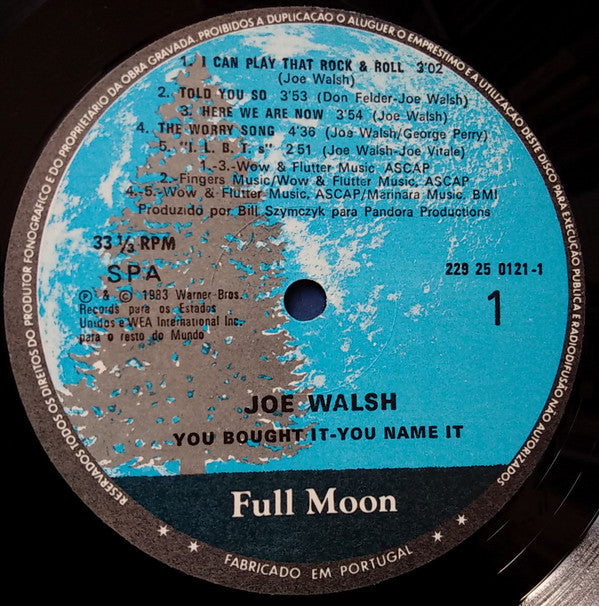 RESERVADOS TODOS OS DIREITOS DO PRODUTOR FONOGRÁFICO E DO PROPRIETÁRIO DA OBRA GRAVADA. PROIBIDOS A DUPLICAÇÃO O ALUGUER O EMPRÉSTIMO E A UTILIZAÇÃO DESTE DISCO PARA EXECUÇÃO PÚBLICA E RADIODIFUSÃO NÃO AUTORIZADOS
1. I CAN PLAY THAT ROCK & ROLL 3'02
(Joe Walsh)
2. TOLD YOU SO 3'53 (Don Felder-Joe Walsh)
3. HERE WE ARE NOW 3'54 (Joe Walsh)
4. THE WORRY SONG 4'36 (Joe Walsh/George Perry)
5. "I. L. B. T. s" 2'51 (Joe Walsh-Joe Vitale)
1.-3.-Wow & Flutter Music, ASCAP
2.-Fingers Music/Wow & Flutter Music, ASCAP
4.-5.-Wow & Flutter Music, ASCAP/Marinara Music, BMI
Produzido por Bill Szymczyk para Pandora Productions
33 1/3 RPM
SPA
229 25 0121-1
1
℗ & © 1983 Warner Bros.
Records para os Estados
Unidos e WEA International Inc.
para o resto do Mundo
JOE WALSH
YOU BOUGHT IT-YOU NAME IT
Full Moon
FABRICADO EM PORTUGAL